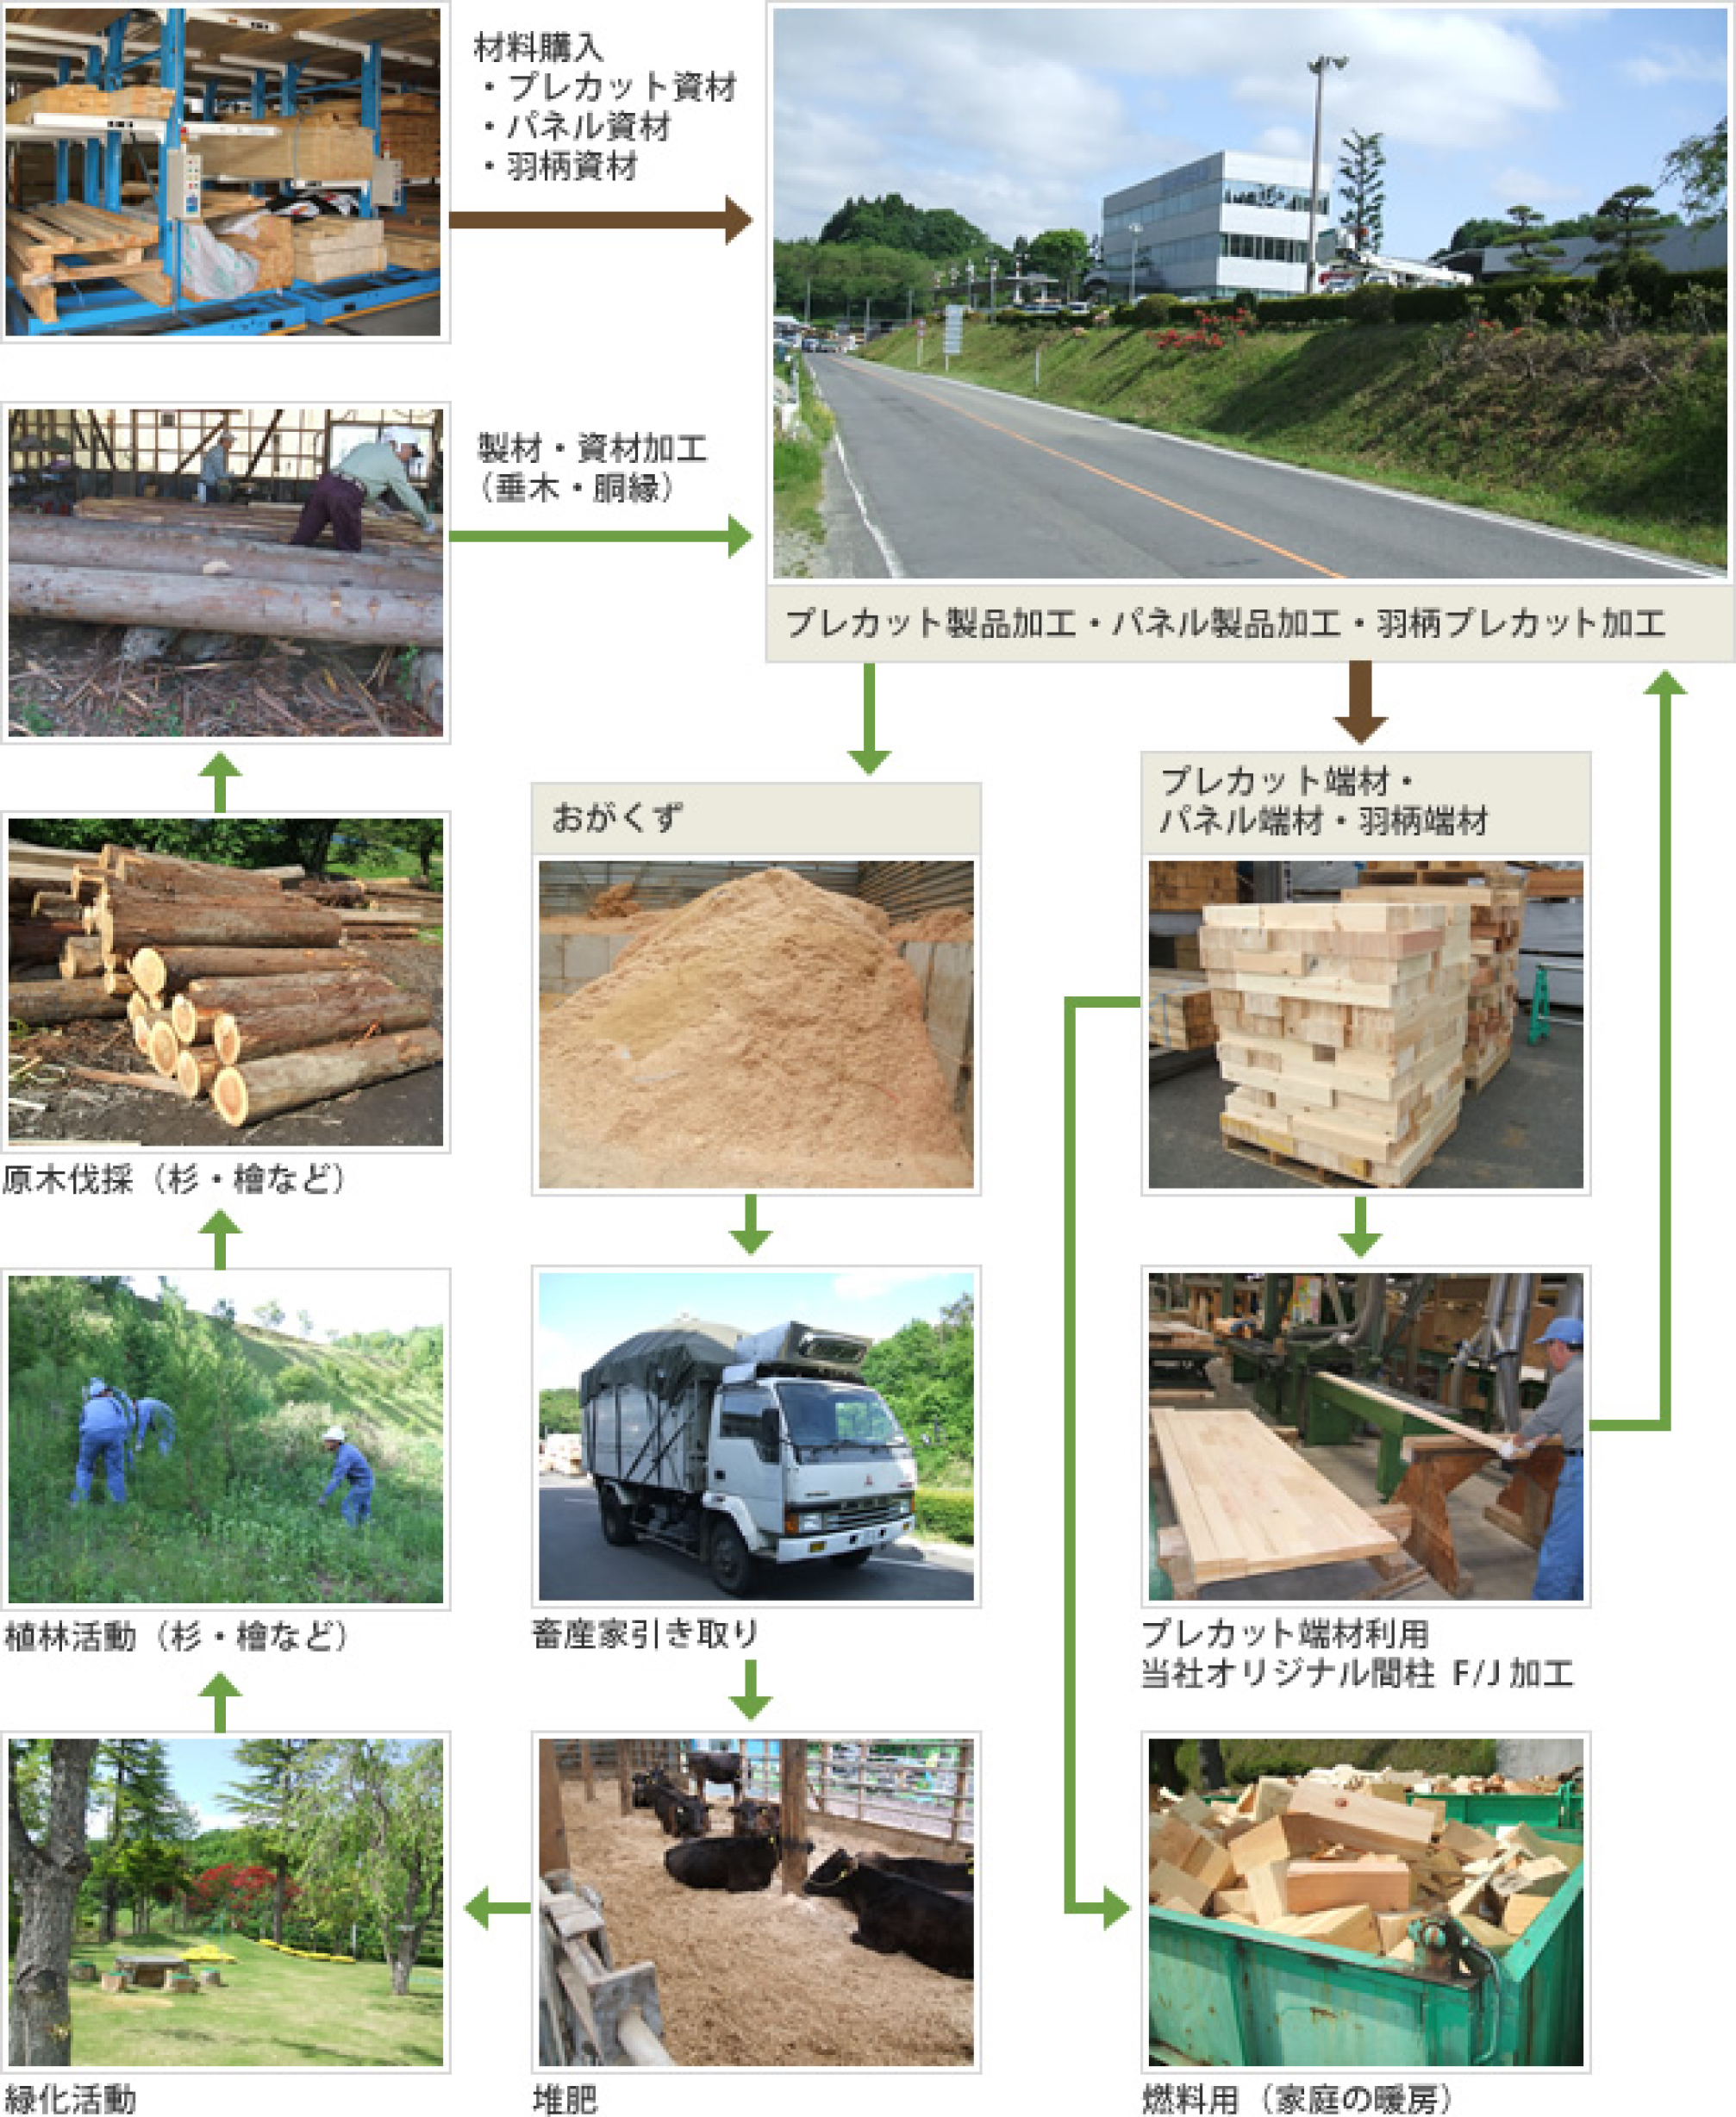 材料購入
・プレカット資材
・パネル資材
・羽柄資材
製材・資材加工
（垂木・胴縁）
プレカット製品加工・パネル製品加工・羽柄プレカット加工
おがくず
プレカット端材・
パネル端材・羽柄端材
原木伐採（杉・檜など）
植林活動（杉・檜など）
畜産家引き取り
プレカット端材利用
当社オリジナル間柱 F/J 加工
緑化活動
堆肥
燃料用（家庭の暖房）